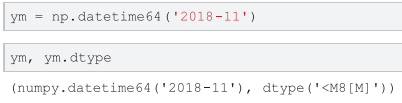 ym = np.datetime64('2018-11')
ym, ym.dtype
(numpy.datetime64('2018-11'), dtype('<M8[M]'))